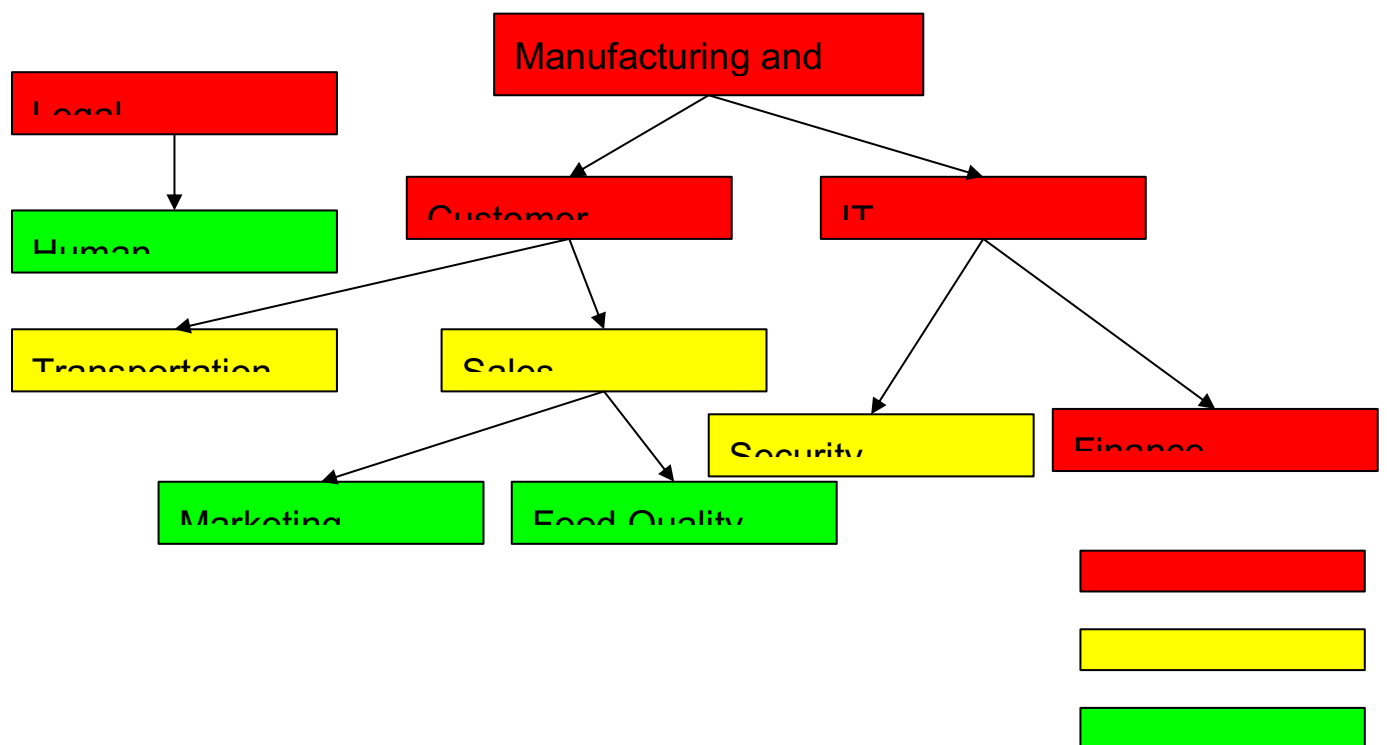 Manufacturing and
Legal
Customer
IT
Human
Transportation
Sales
Security
Finance
Marketing
Food Quality